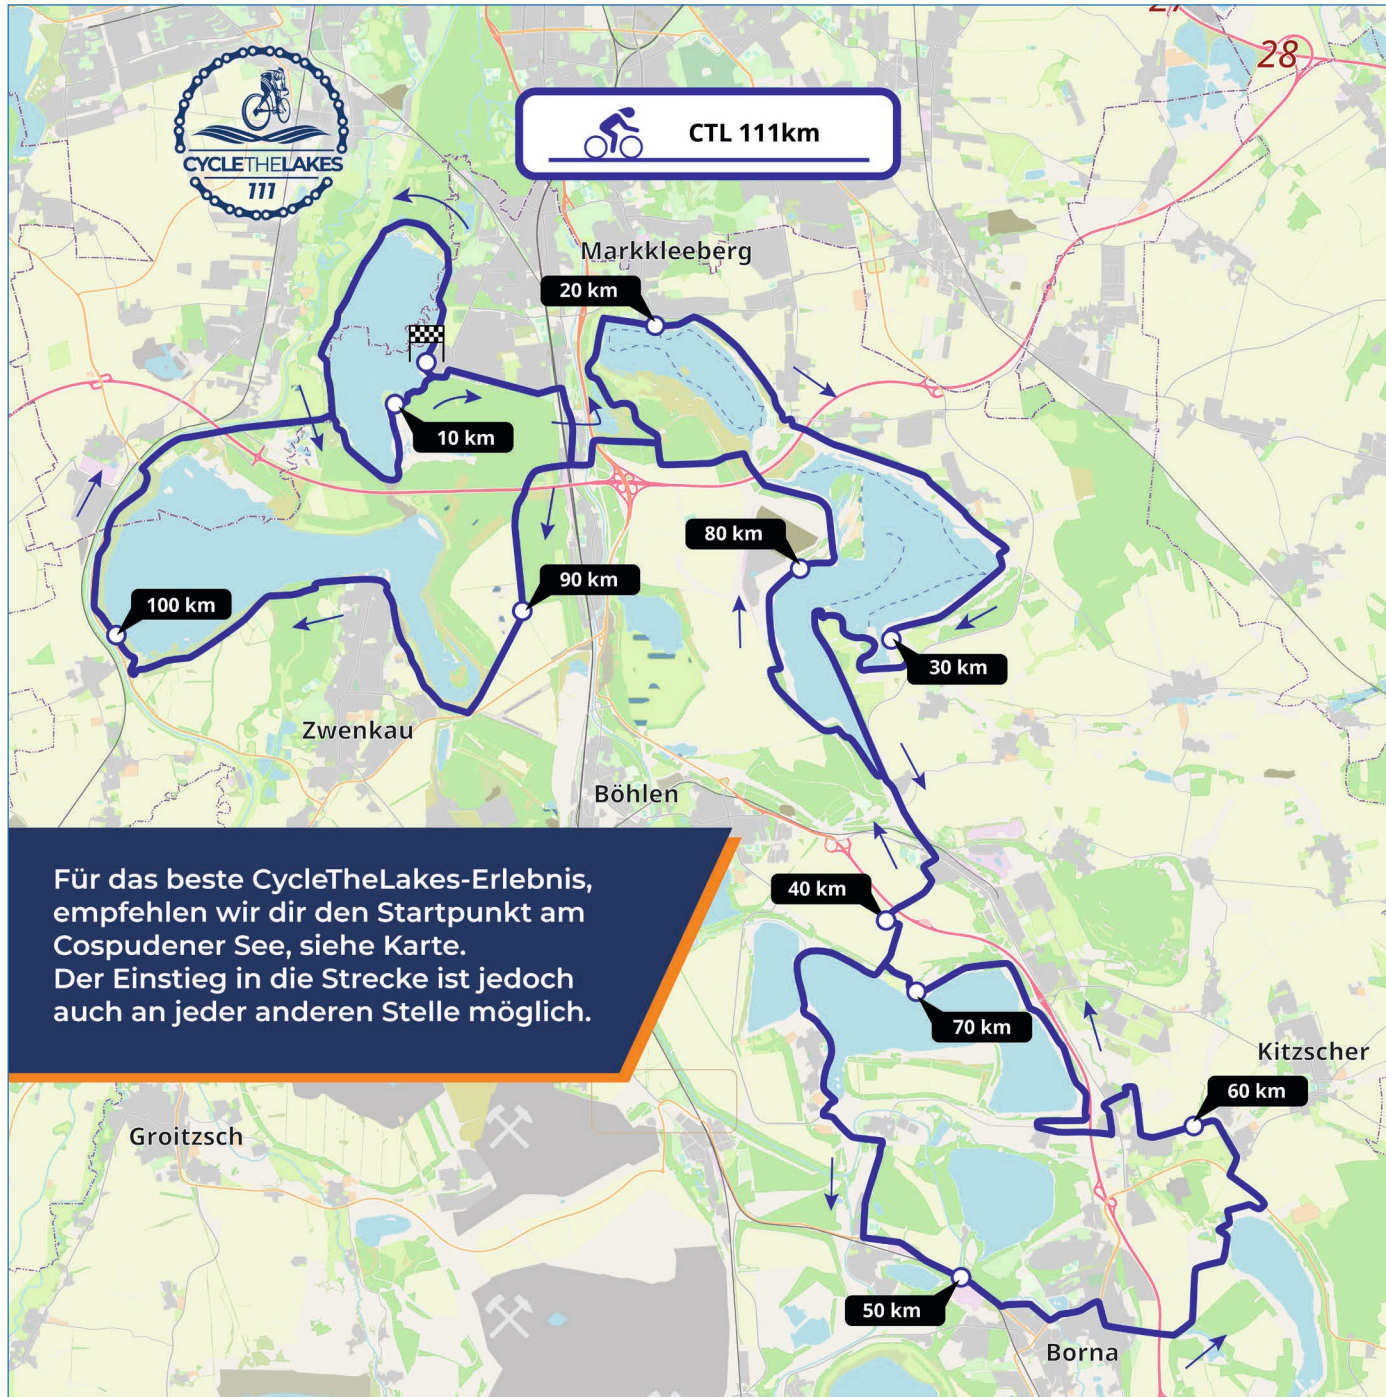 27
28
CYCLETHELAKES
111
CTL 111km
Markkleeberg
20 km
10 km
80 km
90 km
100 km
30 km
Zwenkau
Böhlen
Für das beste CycleTheLakes-Erlebnis,
empfehlen wir dir den Startpunkt am
Cospudener See, siehe Karte.
Der Einstieg in die Strecke ist jedoch
auch an jeder anderen Stelle möglich.
40 km
70 km
Kitzscher
60 km
Groitzsch
50 km
Borna